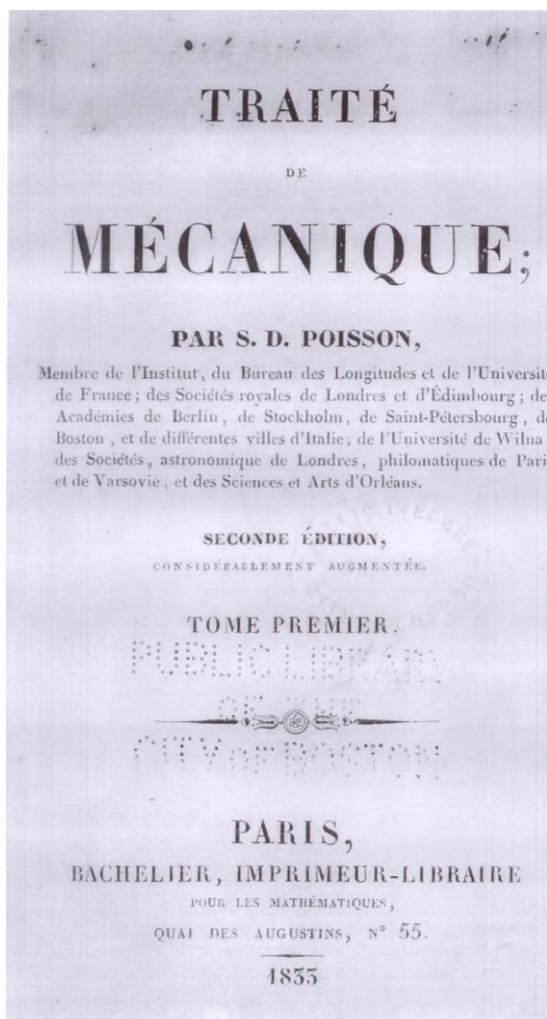 TRAITÉ
DE
MÉCANIQUE;
PAR S. D. POISSON,
Membre de l'Institut, du Bureau des Longitudes et de l'Universit
de France; des Sociétés royales de Londres et d'Édimbourg; de
Académies de Berlin, de Stockholm, de Saint-Pétersbourg, d
Boston, et de différentes villes d'Italie; de l'Université de Wilna
des Sociétés, astronomique de Londres, philomatiques de Pari
et de Varsovie, et des Sciences et Arts d'Orléans.
SECONDE ÉDITION,
CONSIDÉRABLEMENT AUGMENTÉE.
TOME PREMIER.
PUBLIC LIBRARY
OF THE
CITY OF BOSTON
PARIS,
BACHELIER, IMPRIMEUR-LIBRAIRE
POUR LES MATHÉMATIQUES,
QUAI DES AUGUSTINS, N° 55.
1833